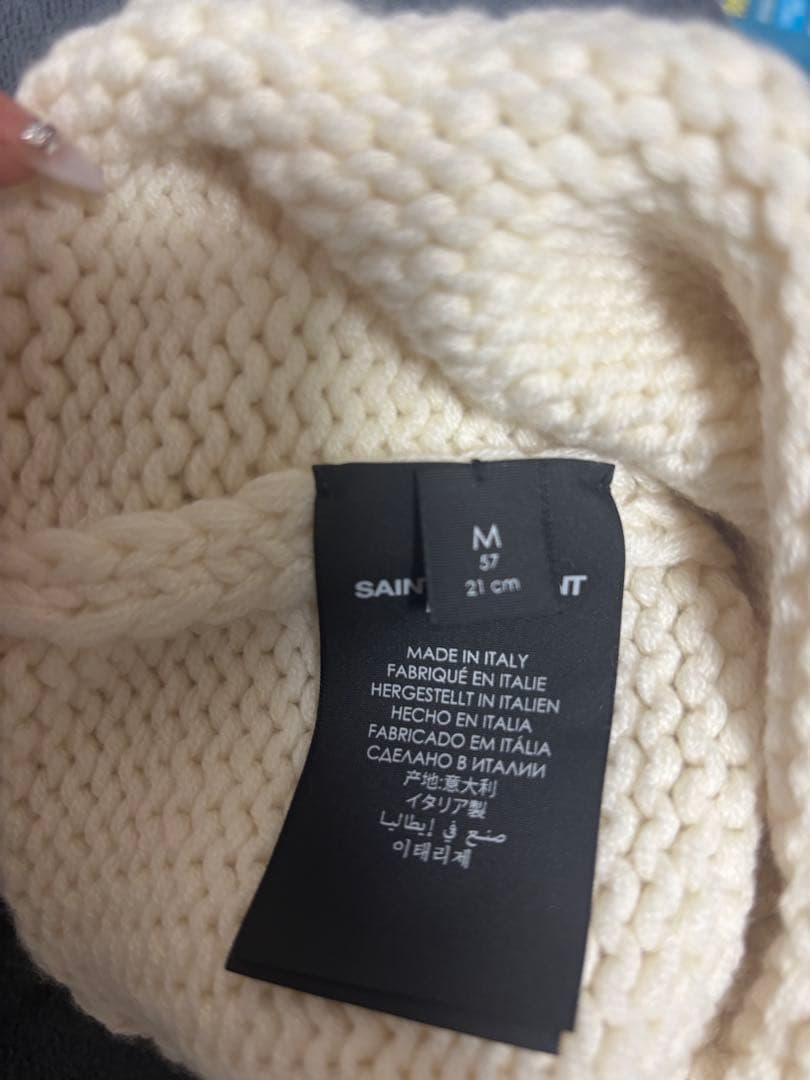 M
57
21 cm
SAIN NT
MADE IN ITALY
FABRIQUÉ EN ITALIE
HERGESTELLT IN ITALIEN
HECHO EN ITALIA
FABRICADO EM ITÁLIA
СДЕЛАНО В ИТАЛИИ
产地:意大利
イタリア製
صنع في إيطاليا
이태리제